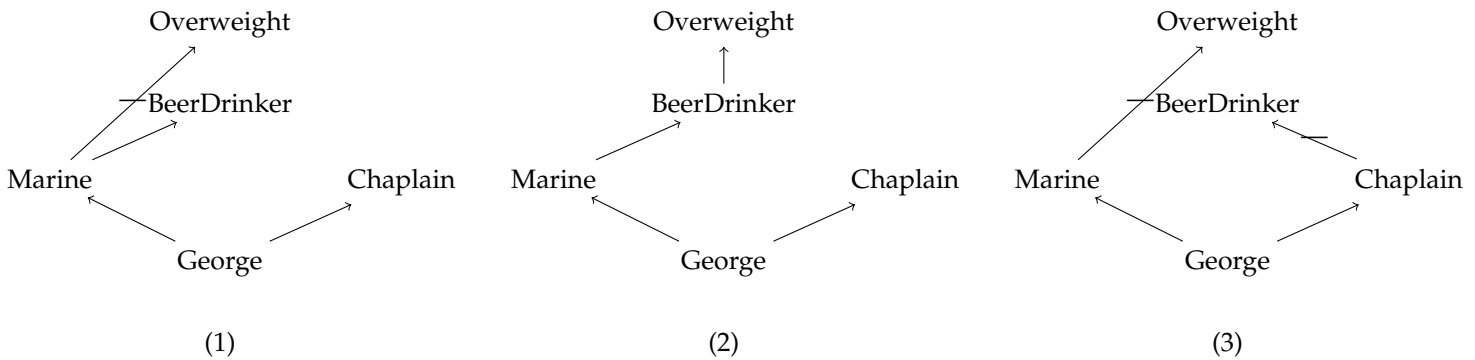 Overweight
BeerDrinker
Marine
Chaplain
George
(1)
Overweight
BeerDrinker
Marine
Chaplain
George
(2)
Overweight
BeerDrinker
Marine
Chaplain
George
(3)